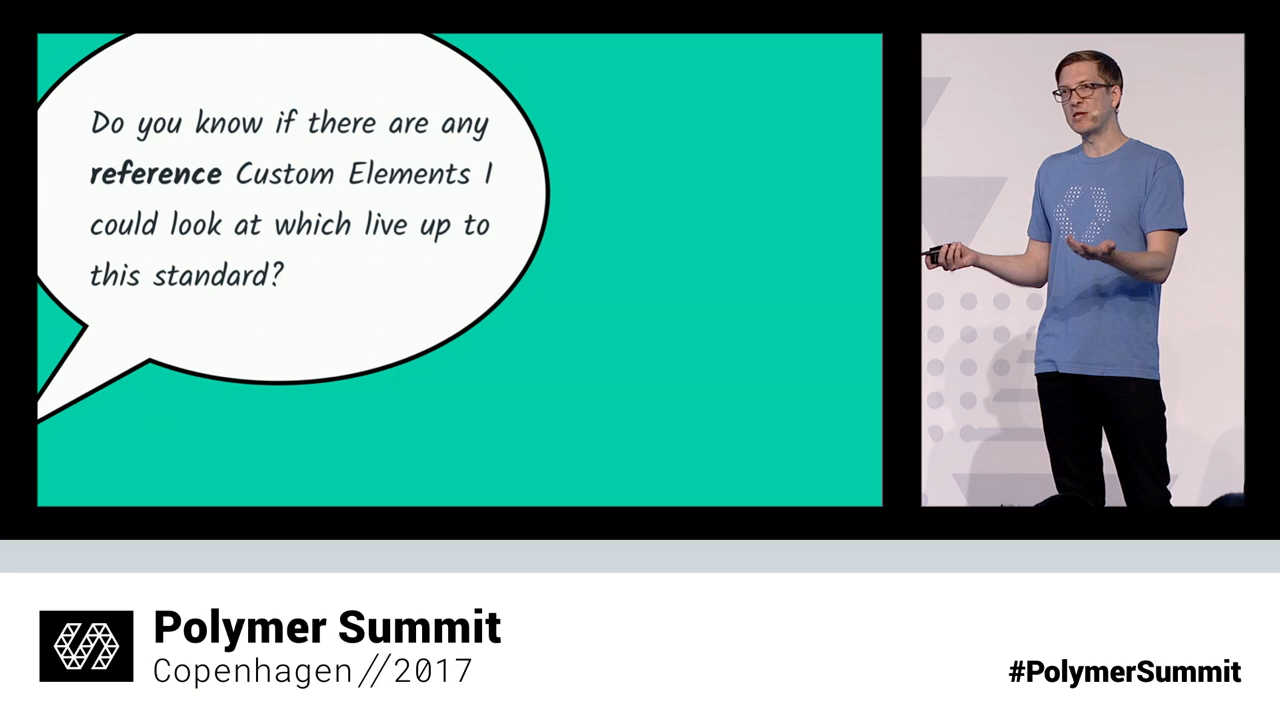 Do you know if there are any
reference Custom Elements I
could look at which live up to
this standard?
Polymer Summit
Copenhagen//2017
#PolymerSummit